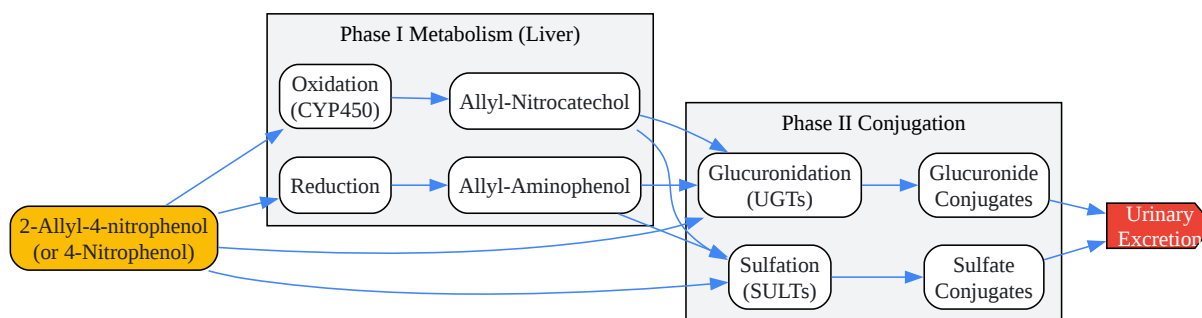 Phase I Metabolism (Liver)
Oxidation
(CYP450)
Allyl-Nitrocatechol
Reduction
Allyl-Aminophenol
2-Allyl-4-nitrophenol
(or 4-Nitrophenol)
Phase II Conjugation
Glucuronidation
(UGTs)
Glucuronide
Conjugates
Sulfation
(SULTs)
Sulfate
Conjugates
Urinary
Excretion